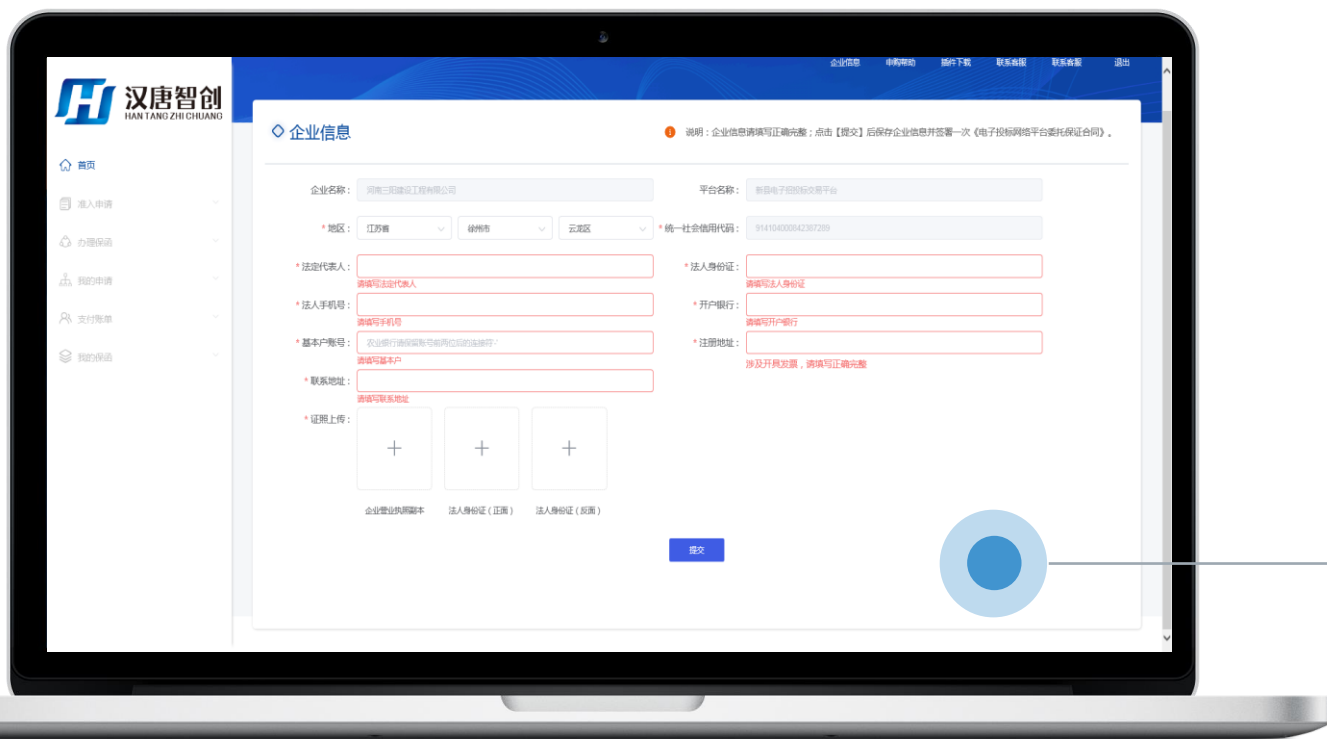 企业信息 申购帮助 插件下载 联系客服 联系客服 退出
汉唐智创
HAN TANG ZHI CHUANG
企业信息
说明：企业信息请填写正确完整；点击【提交】后保存企业信息并签署一次《电子投标网络平台委托保证合同》。
首页
准入申请
办理保函
我的申请
支付账单
我的保函
企业名称： 河南三阳建设工程有限公司 平台名称： 新县电子招投标交易平台
* 地区： 江苏省 徐州市 云龙区 * 统一社会信用代码：
* 法定代表人： * 法人身份证：
请填写法定代表人 请填写法人身份证
* 法人手机号： * 开户银行：
请填写手机号 请填写开户银行
* 基本户账号： 农业银行请保留账号前两位后的连接符'-' * 注册地址：
请填写基本户 涉及开具发票，请填写正确完整
* 联系地址：
请填写联系地址
* 证照上传：
企业营业执照副本 法人身份证（正面） 法人身份证（反面）
提交